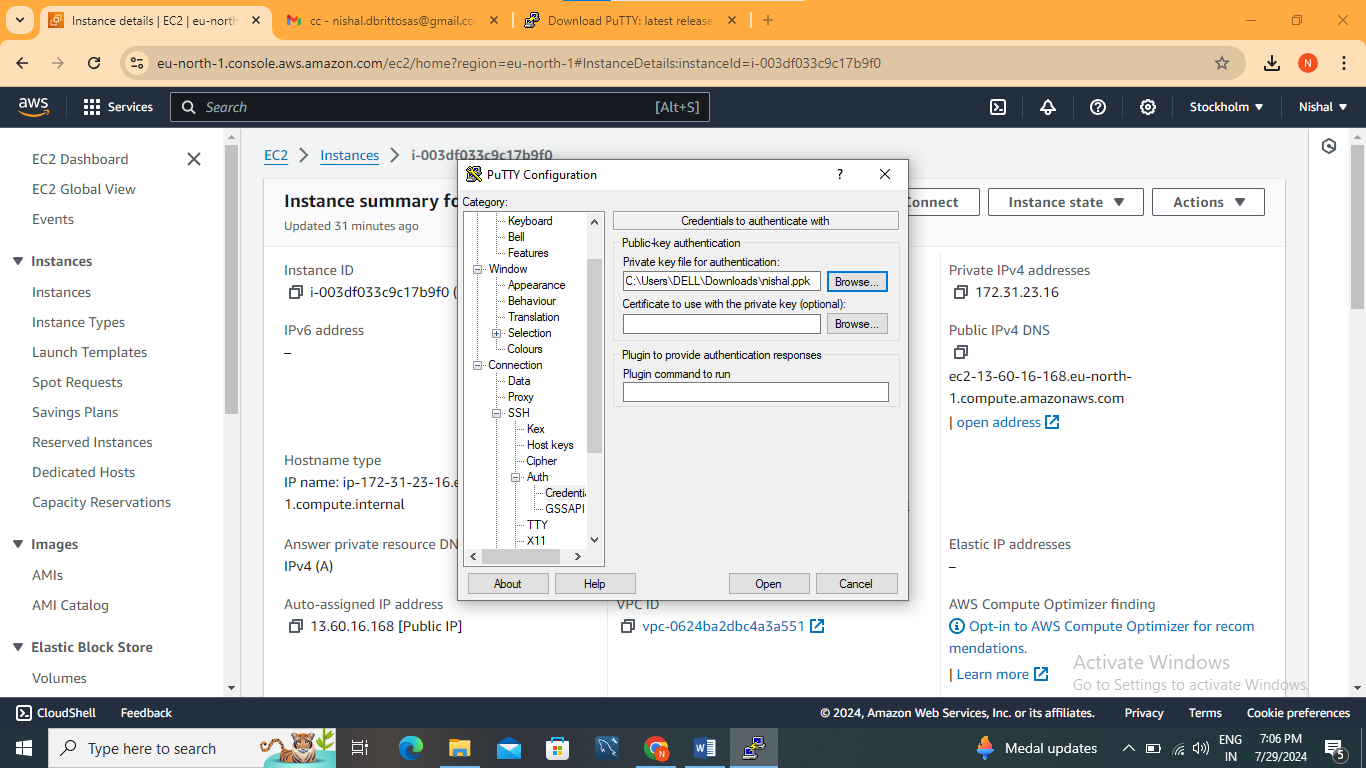 Instance details | EC2 | eu-north
cc - nishal.dbrittosas@gmail.co
Download PuTTY: latest release
eu-north-1.console.aws.amazon.com/ec2/home?region=eu-north-1#InstanceDetails:instanceId=i-003df033c9c17b9f0
N
aws
Services
Search
[Alt+S]
Stockholm
Nishal
EC2 Dashboard
EC2 Global View
Events
Instances
Instances
Instance Types
Launch Templates
Spot Requests
Savings Plans
Reserved Instances
Dedicated Hosts
Capacity Reservations
Images
AMIs
AMI Catalog
Elastic Block Store
Volumes
EC2
Instances
i-003df033c9c17b9f0
Instance summary fo
Updated 31 minutes ago
Connect
Instance state
Actions
Instance ID
i-003df033c9c17b9f0 (
IPv6 address
–
Hostname type
IP name: ip-172-31-23-16.e
1.compute.internal
Answer private resource DN
IPv4 (A)
Auto-assigned IP address
13.60.16.168 [Public IP]
VPC ID
vpc-0624ba2dbc4a3a551
Private IPv4 addresses
172.31.23.16
Public IPv4 DNS
ec2-13-60-16-168.eu-north-
1.compute.amazonaws.com
| open address
Elastic IP addresses
–
AWS Compute Optimizer finding
Opt-in to AWS Compute Optimizer for recom
mendations.
| Learn more
PuTTY Configuration
?
Category:
Keyboard
Bell
Features
Window
Appearance
Behaviour
Translation
Selection
Colours
Connection
Data
Proxy
SSH
Kex
Host keys
Cipher
Auth
Credentia
GSSAPI
TTY
X11
Credentials to authenticate with
Public-key authentication
Private key file for authentication:
C:\Users\DELL\Downloads\nishal.ppk
Browse...
Certificate to use with the private key (optional):
Browse...
Plugin to provide authentication responses
Plugin command to run
About
Help
Open
Cancel
Activate Windows
Go to Settings to activate Windows.
CloudShell
Feedback
© 2024, Amazon Web Services, Inc. or its affiliates.
Privacy
Terms
Cookie preferences
Type here to search
Medal updates
ENG
IN
7:06 PM
7/29/2024
5